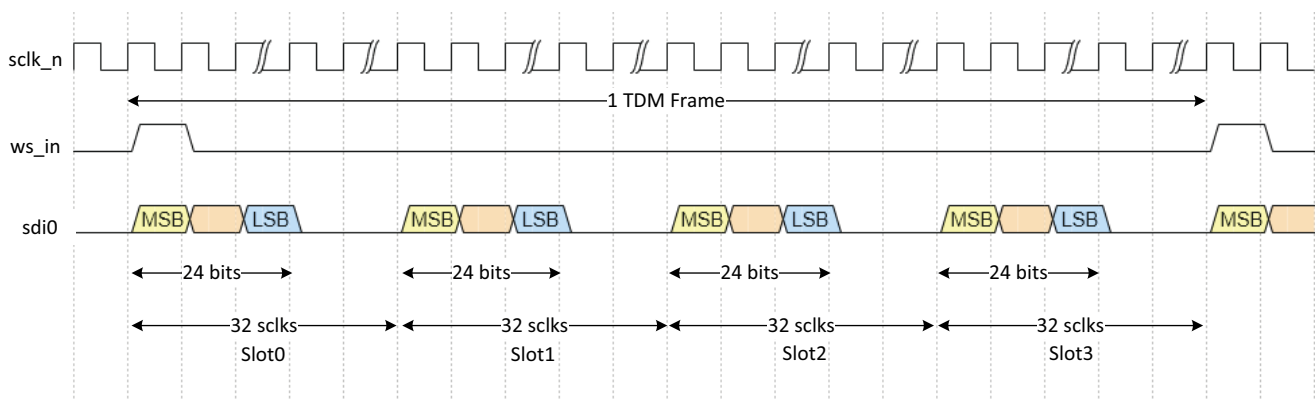 sclk_n
1 TDM Frame
ws_in
sdi0
MSB LSB MSB LSB MSB LSB MSB LSB MSB
24 bits 24 bits 24 bits 24 bits
32 sclks 32 sclks 32 sclks 32 sclks
Slot0 Slot1 Slot2 Slot3